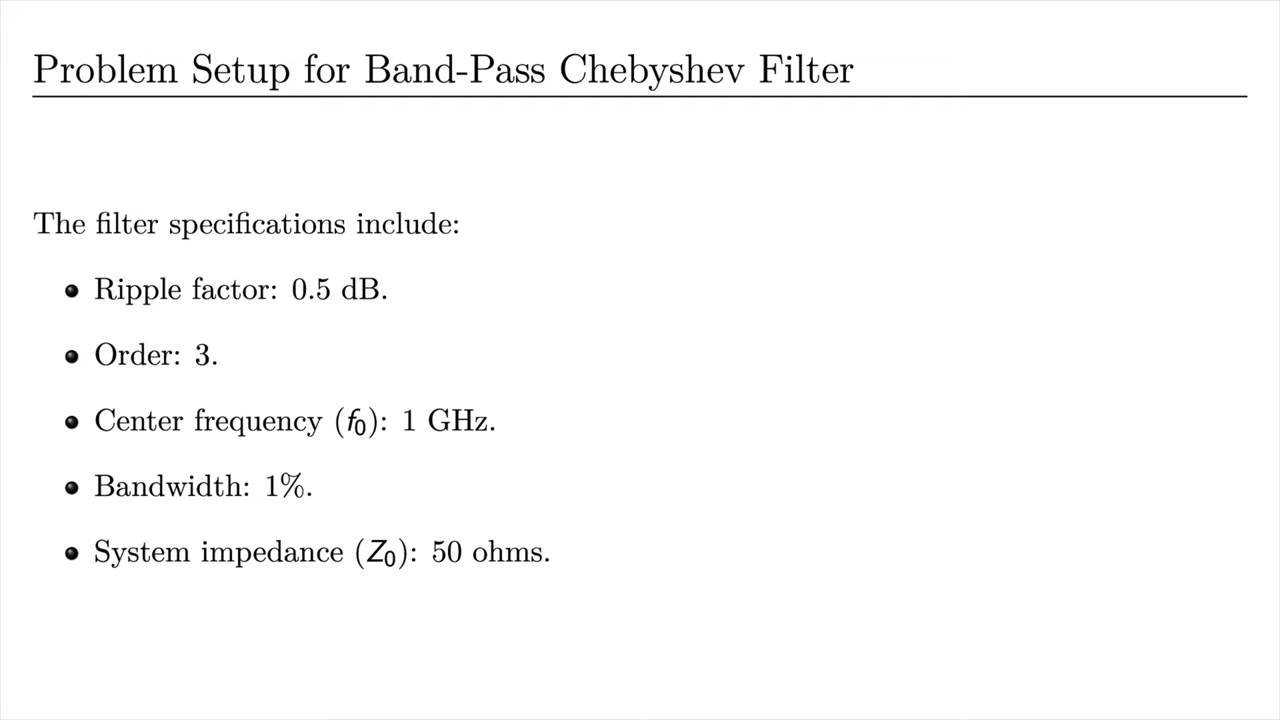 Problem Setup for Band-Pass Chebyshev Filter
The filter specifications include:
• Ripple factor: 0.5 dB.
• Order: 3.
• Center frequency (f₀): 1 GHz.
• Bandwidth: 1%.
• System impedance (Z₀): 50 ohms.